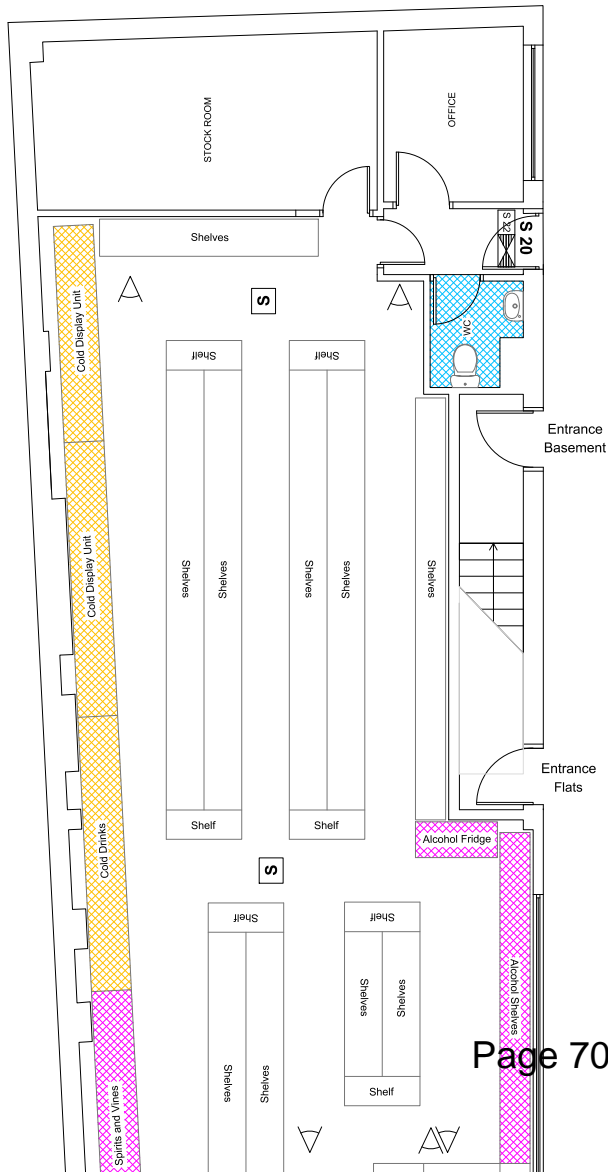 STOCK ROOM
OFFICE
S 20
S 22
Shelves
Cold Display Unit
S
WC
Shelf
Shelf
Entrance
Basement
Cold Display Unit
Shelves
Shelves
Shelves
Shelves
Shelves
Entrance
Flats
Cold Drinks
Shelf
Shelf
Alcohol Fridge
S
Shelf
Shelf
Shelves
Shelves
Alcohol Shelves
Page 70
Shelves
Shelves
Shelf
Spirits and Vines